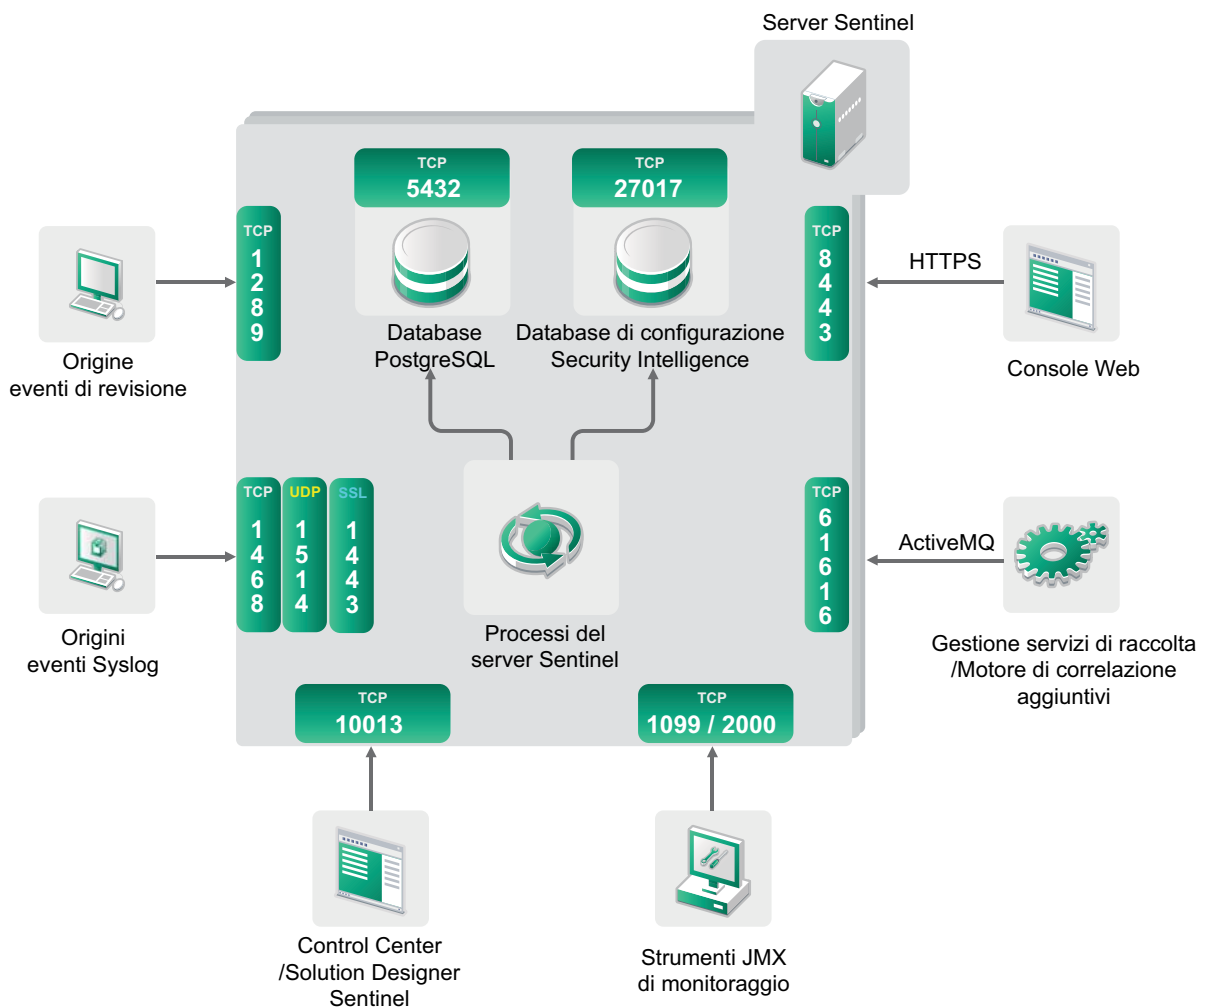 Server Sentinel
TCP
5432
TCP
27017
Database
PostgreSQL
Database di configurazione
Security Intelligence
TCP
1
2
8
9
Origine
eventi di revisione
TCP
8
4
4
3
HTTPS
Console Web
TCP
1
4
6
8
UDP
1
5
1
4
SSL
1
4
4
3
Origini
eventi Syslog
Processi del
server Sentinel
TCP
6
1
6
1
6
ActiveMQ
Gestione servizi di raccolta
/Motore di correlazione
aggiuntivi
TCP
10013
TCP
1099 / 2000
Control Center
/Solution Designer
Sentinel
Strumenti JMX
di monitoraggio